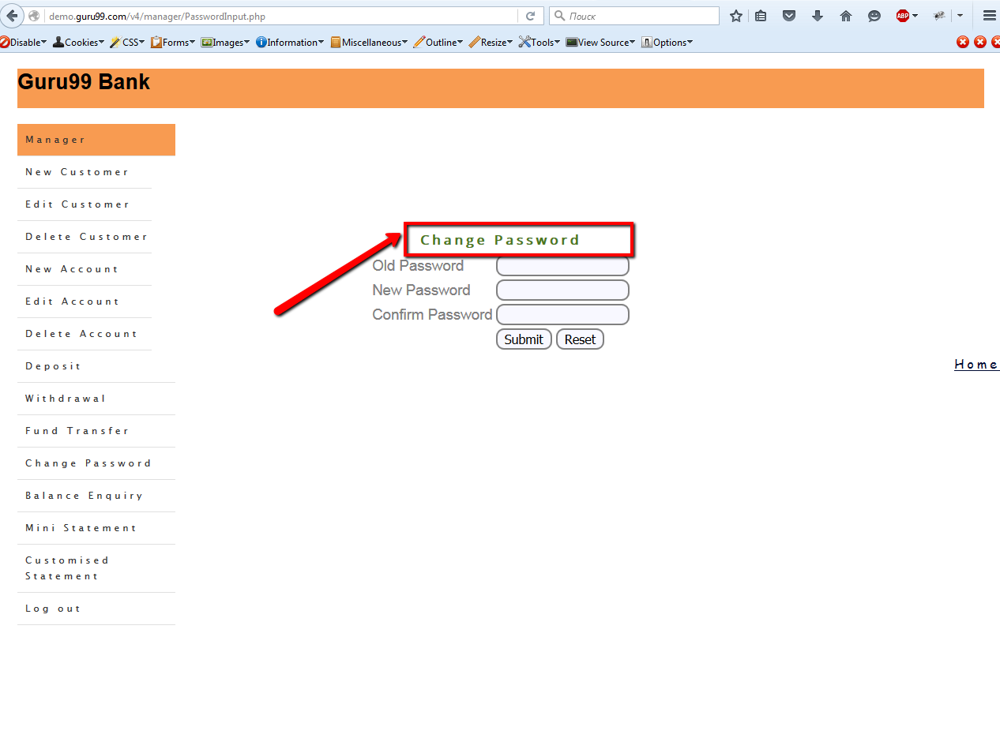 demo.guru99.com/v4/manager/PasswordInput.php
Поиск
ABP
Disable Cookies CSS Forms Images Information Miscellaneous Outline Resize Tools View Source Options
Guru99 Bank
Manager
New Customer
Edit Customer
Delete Customer
New Account
Edit Account
Delete Account
Deposit
Withdrawal
Fund Transfer
Change Password
Balance Enquiry
Mini Statement
Customised
Statement
Log out
Change Password
Old Password
New Password
Confirm Password
Submit Reset
Home